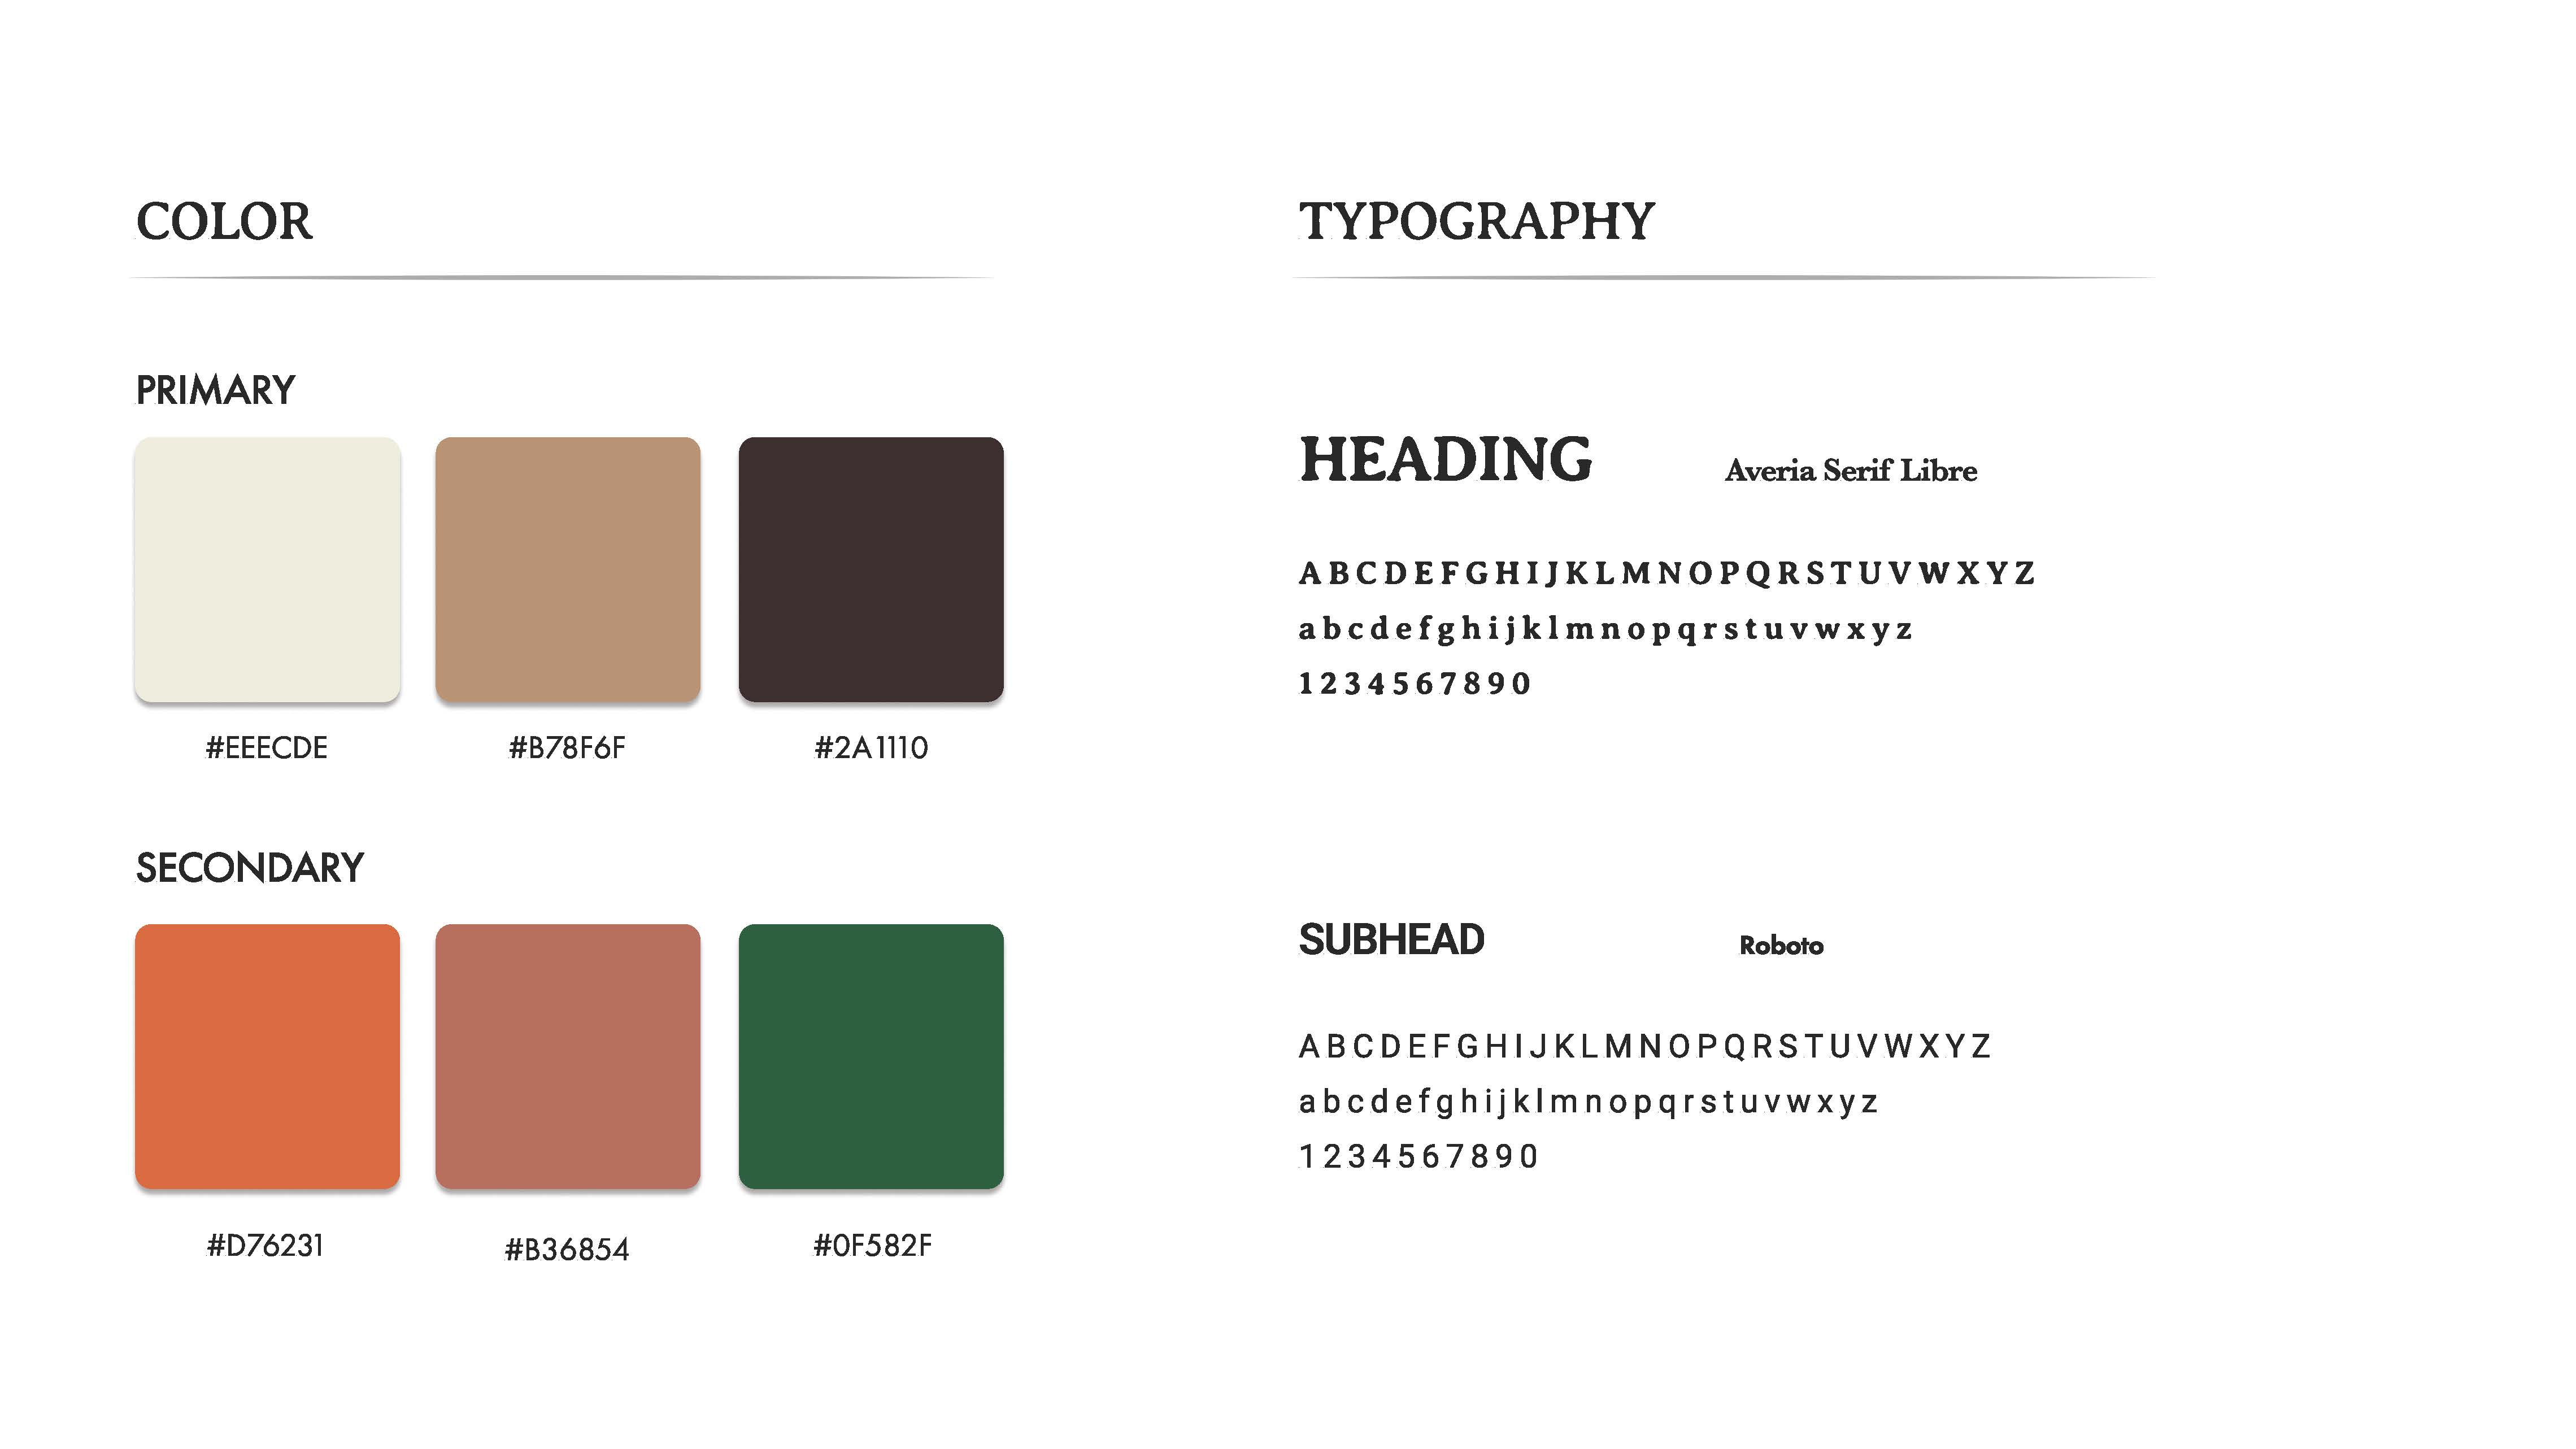 COLOR
PRIMARY
#EEECDE
#B78F6F
#2A1110
SECONDARY
#D76231
#B36854
#0F582F
TYPOGRAPHY
HEADING
Averia Serif Libre
A B C D E F G H I J K L M N O P Q R S T U V W X Y Z
a b c d e f g h i j k l m n o p q r s t u v w x y z
1 2 3 4 5 6 7 8 9 0
SUBHEAD
Roboto
A B C D E F G H I J K L M N O P Q R S T U V W X Y Z
a b c d e f g h i j k l m n o p q r s t u v w x y z
1 2 3 4 5 6 7 8 9 0